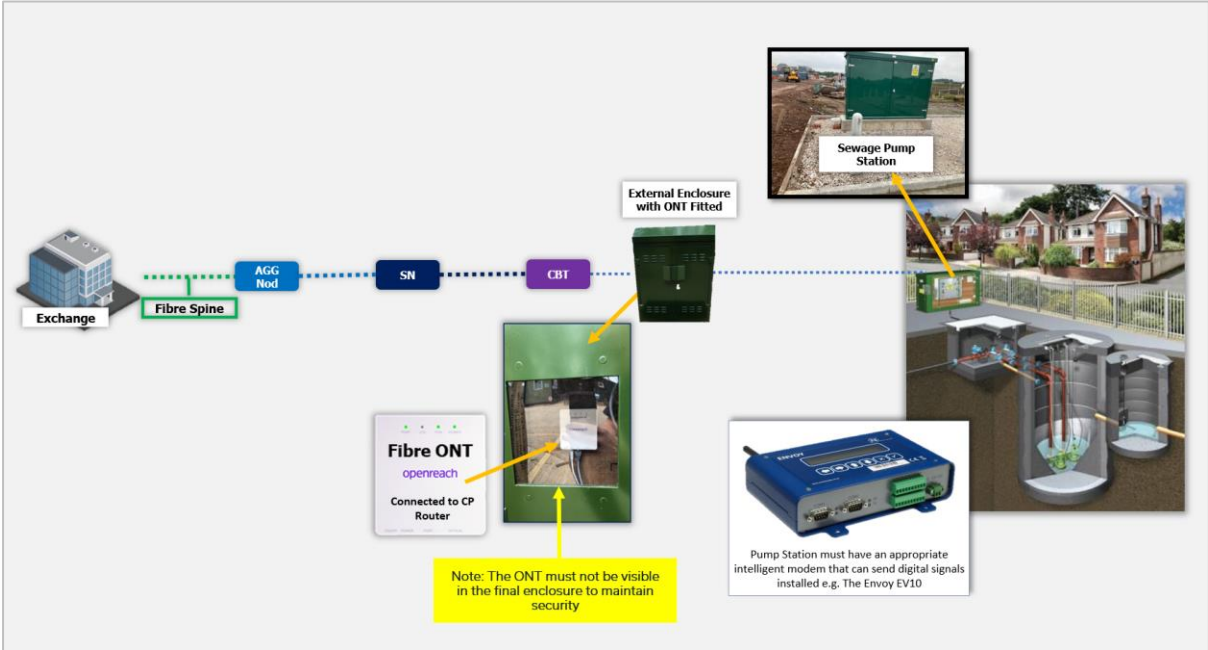 Sewage Pump
Station
External Enclosure
with ONT Fitted
AGG
Nod
SN
CBT
Fibre Spine
Exchange
Fibre ONT
openreach
Connected to CP
Router
ENVOY
Pump Station must have an appropriate
intelligent modem that can send digital signals
installed e.g. The Envoy EV10
Note: The ONT must not be visible
in the final enclosure to maintain
security